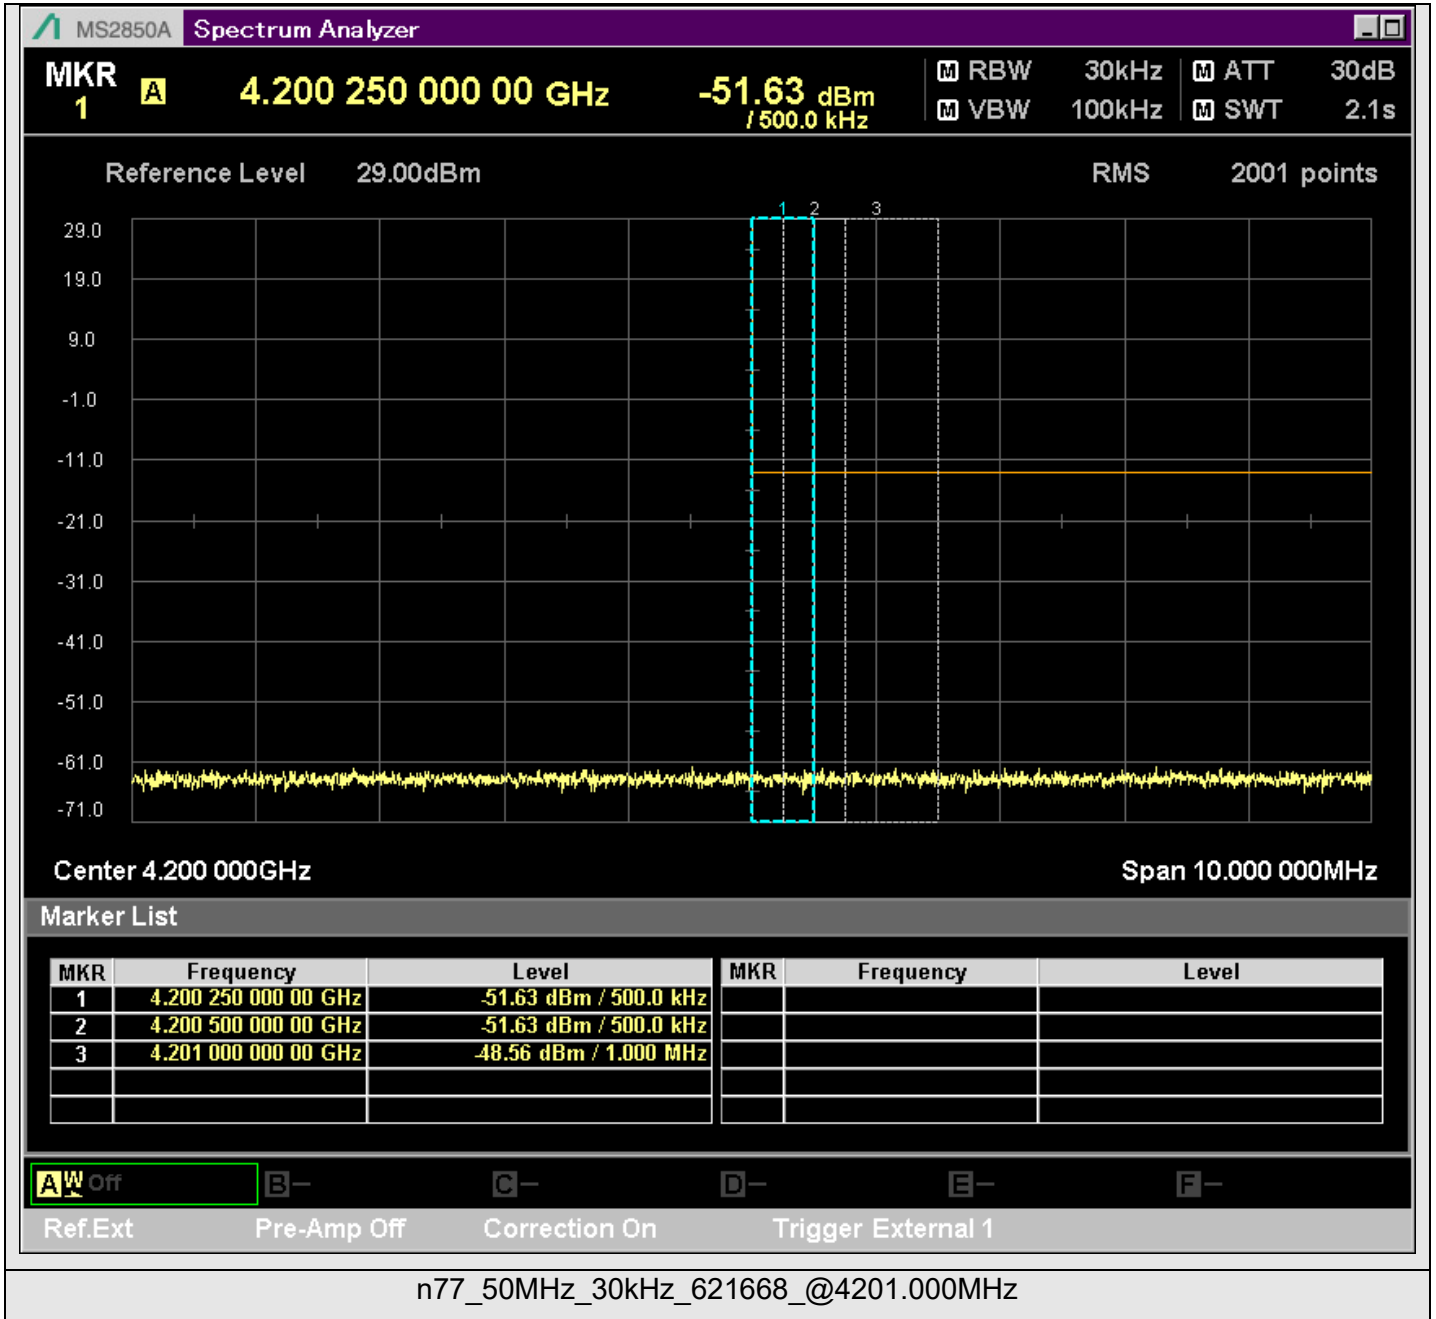 MS2850A Spectrum Analyzer
MKR 1 A 4.200 250 000 00 GHz -51.63 dBm / 500.0 kHz
M RBW 30kHz M ATT 30dB
M VBW 100kHz M SWT 2.1s
Reference Level 29.00dBm RMS 2001 points
1 2 3
29.0
19.0
9.0
-1.0
-11.0
-21.0
-31.0
-41.0
-51.0
-61.0
-71.0
Center 4.200 000GHz Span 10.000 000MHz
Marker List
MKR Frequency Level MKR Frequency Level
1 4.200 250 000 00 GHz -51.63 dBm / 500.0 kHz
2 4.200 500 000 00 GHz -51.63 dBm / 500.0 kHz
3 4.201 000 000 00 GHz -48.56 dBm / 1.000 MHz
A W Off B - C - D - E - F -
Ref.Ext Pre-Amp Off Correction On Trigger External 1
n77_50MHz_30kHz_621668_@4201.000MHz